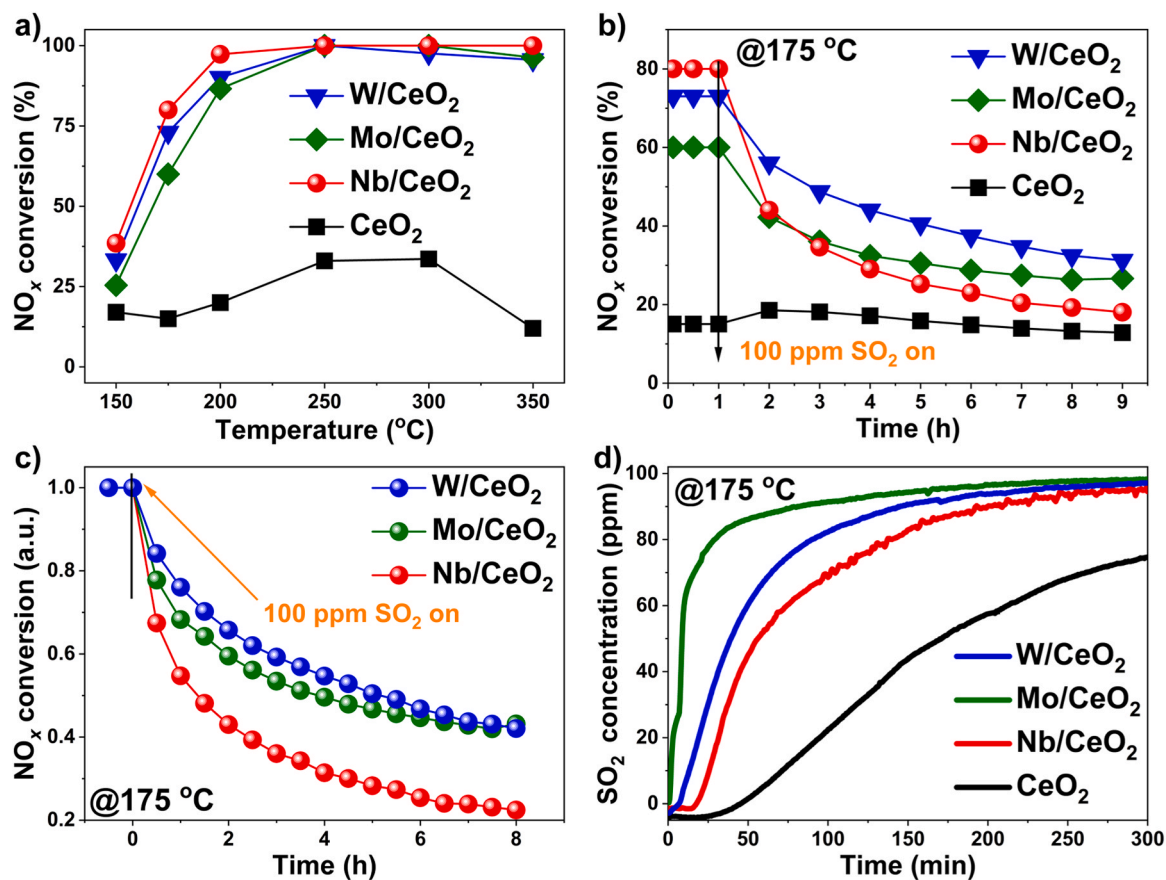 a)
100
75
50
25
0
NOx conversion (%)
W/CeO2
Mo/CeO2
Nb/CeO2
CeO2
150 200 250 300 350
Temperature (oC)
b)
@175 oC
100
80
60
40
20
0
NOx conversion (%)
W/CeO2
Mo/CeO2
Nb/CeO2
CeO2
100 ppm SO2 on
0 1 2 3 4 5 6 7 8 9
Time (h)
c)
1.0
0.8
0.6
0.4
0.2
NOx conversion (a.u.)
W/CeO2
Mo/CeO2
Nb/CeO2
100 ppm SO2 on
@175 oC
0 2 4 6 8
Time (h)
d)
@175 oC
100
80
60
40
20
0
SO2 concentration (ppm)
W/CeO2
Mo/CeO2
Nb/CeO2
CeO2
0 50 100 150 200 250 300
Time (min)